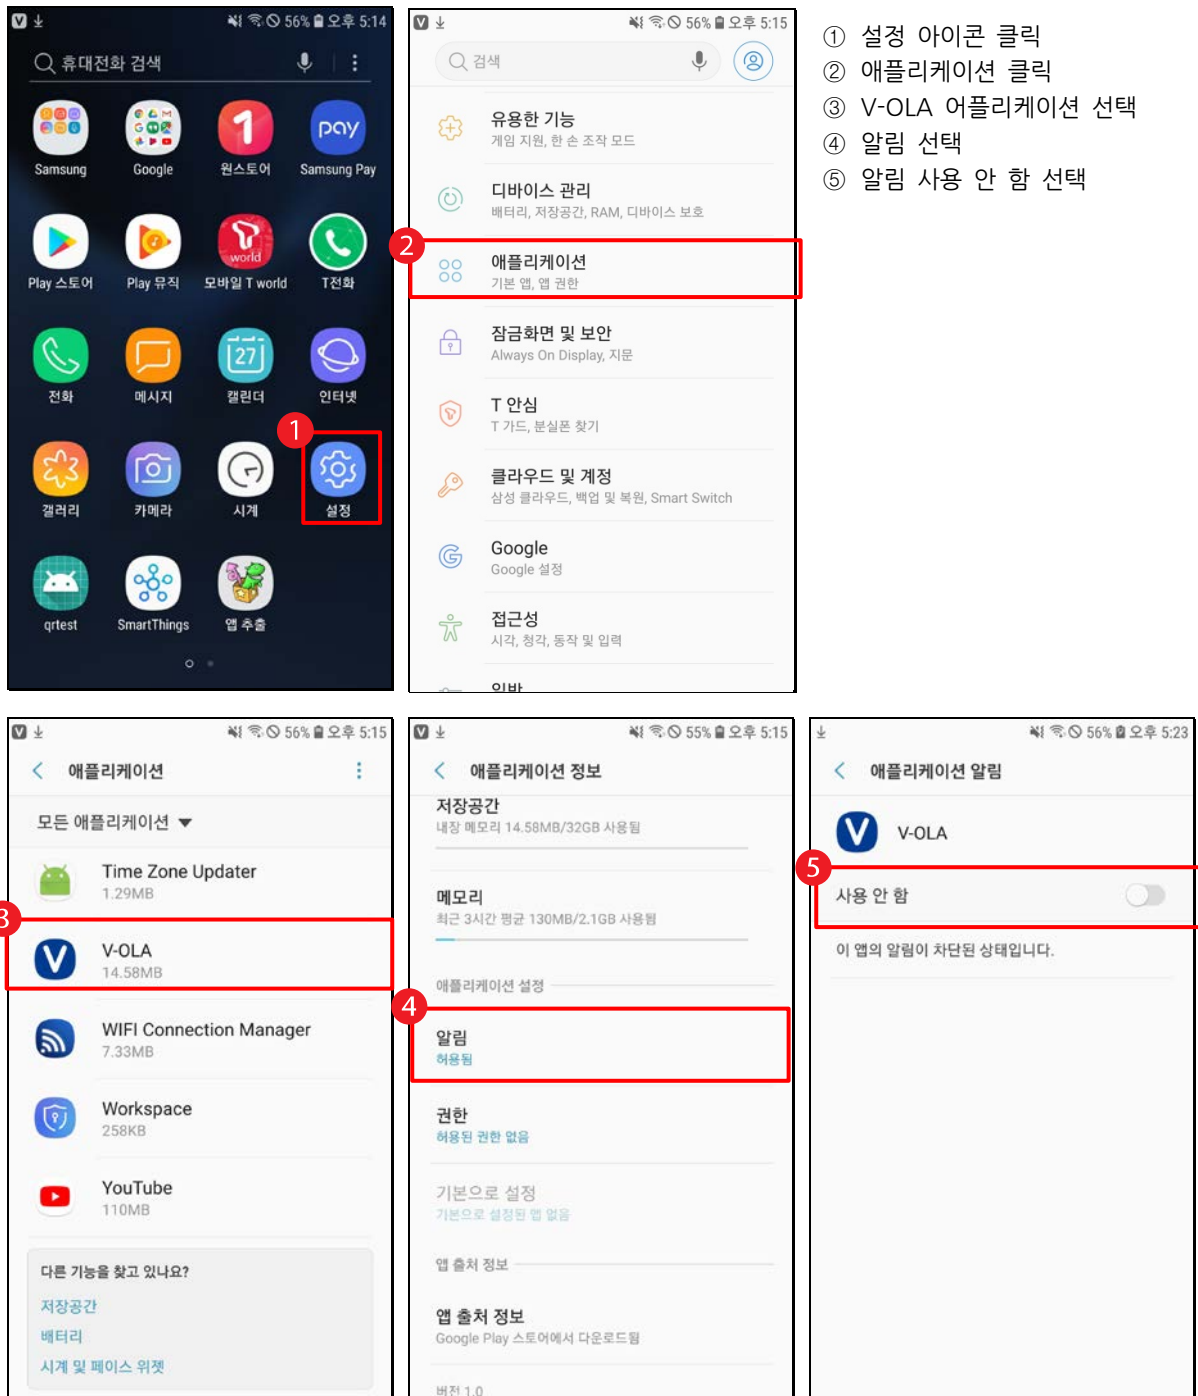 오후 5:14
56%
휴대전화 검색
Samsung
Google
원스토어
pay
Samsung Pay
Play 스토어
Play 뮤직
world
모바일 T world
T전화
전화
메시지
27
캘린더
인터넷
1
갤러리
카메라
시계
설정
qrtest
SmartThings
앱 추출
56% 오후 5:15
검색
유용한 기능
게임 지원, 한 손 조작 모드
디바이스 관리
배터리, 저장공간, RAM, 디바이스 보호
2
애플리케이션
기본 앱, 앱 권한
잠금화면 및 보안
Always On Display, 지문
T 안심
T 가드, 분실폰 찾기
클라우드 및 계정
삼성 클라우드, 백업 및 복원, Smart Switch
Google
Google 설정
접근성
시각, 청각, 동작 및 입력
일반
① 설정 아이콘 클릭
② 애플리케이션 클릭
③ V-OLA 어플리케이션 선택
④ 알림 선택
⑤ 알림 사용 안 함 선택
56% 오후 5:15
애플리케이션
모든 애플리케이션
Time Zone Updater
1.29MB
3
V-OLA
14.58MB
WIFI Connection Manager
7.33MB
Workspace
258KB
YouTube
110MB
다른 기능을 찾고 있나요?
저장공간
배터리
시계 및 페이스 위젯
55% 오후 5:15
애플리케이션 정보
저장공간
내장 메모리 14.58MB/32GB 사용됨
메모리
최근 3시간 평균 130MB/2.1GB 사용됨
애플리케이션 설정
4
알림
허용됨
권한
허용된 권한 없음
기본으로 설정
기본으로 설정된 앱 없음
앱 출처 정보
앱 출처 정보
Google Play 스토어에서 다운로드됨
버전 1.0
56% 오후 5:23
애플리케이션 알림
V-OLA
5
사용 안 함
이 앱의 알림이 차단된 상태입니다.